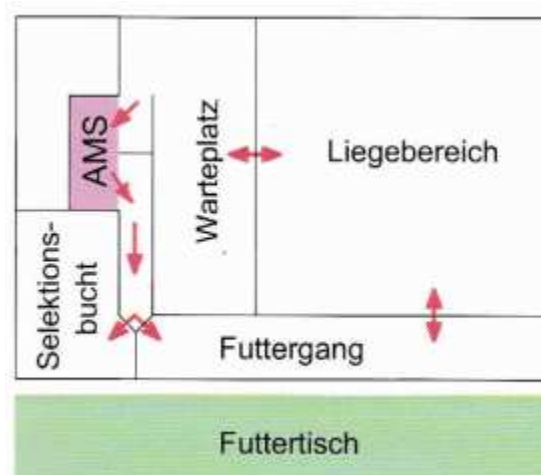 AMS
Warteplatz
Liegebereich
Selektions-
bucht
Futtergang
Futtertisch